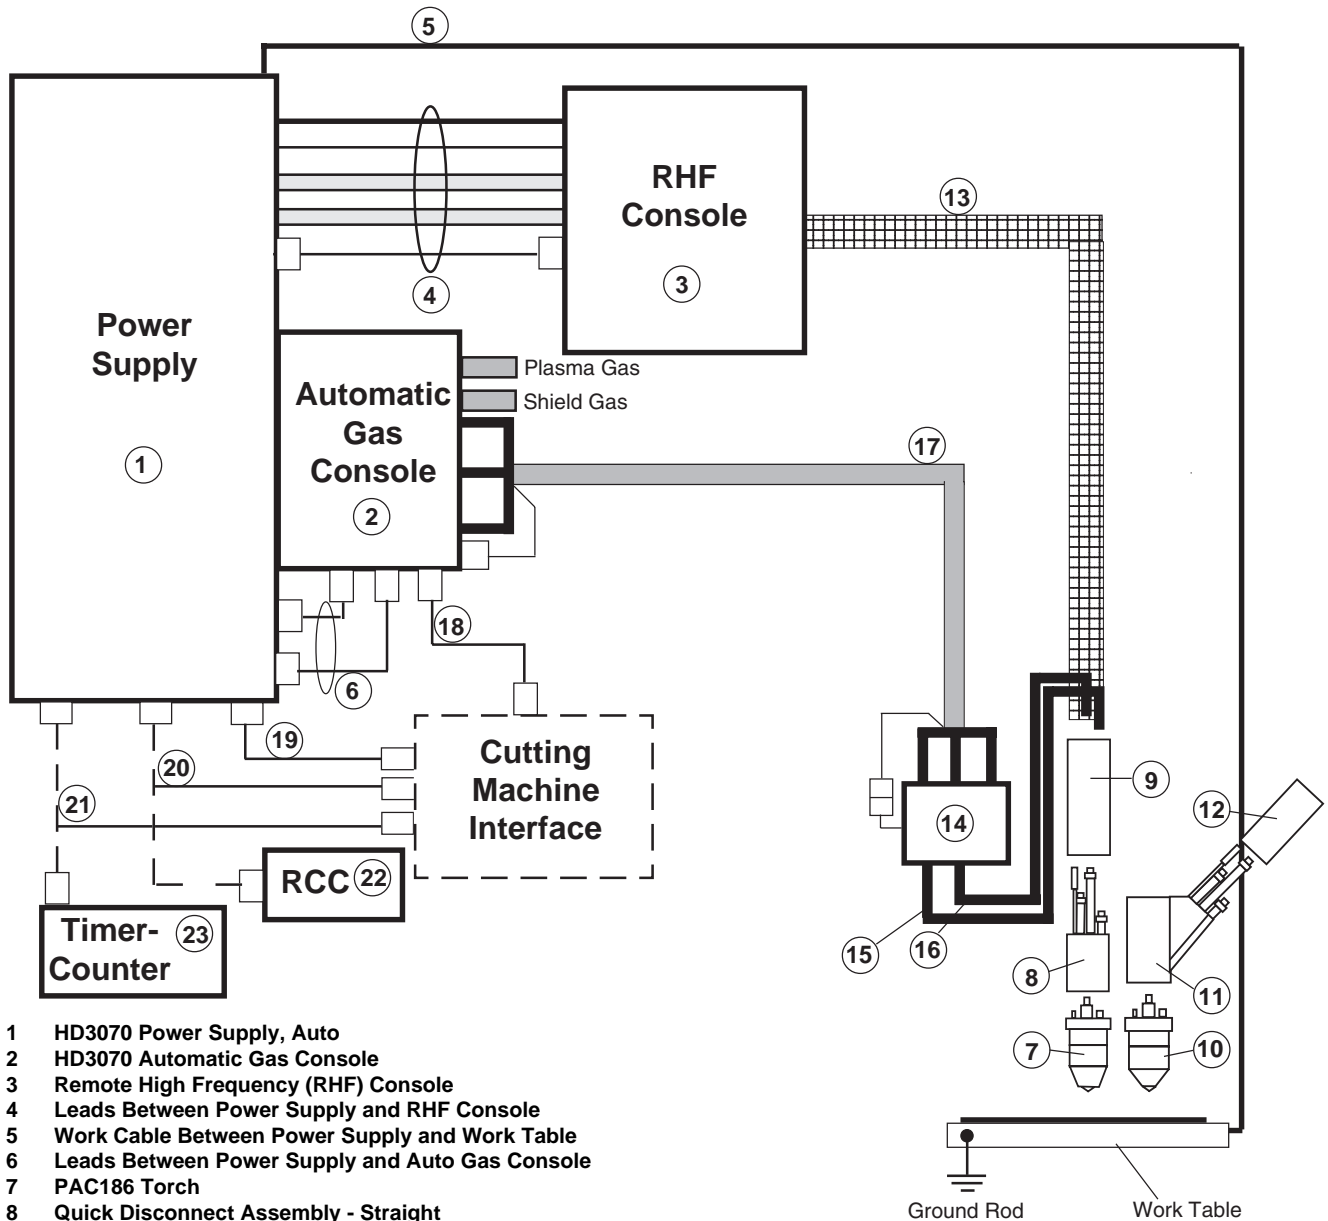 5
Power
Supply
1
RHF
Console
3
4
13
Plasma Gas
Shield Gas
Automatic
Gas
Console
2
17
18
6
19
20
21
Cutting
Machine
Interface
RCC 22
Timer-
Counter
23
14
15
16
9
12
8
11
7
10
Ground Rod
Work Table
1 HD3070 Power Supply, Auto
2 HD3070 Automatic Gas Console
3 Remote High Frequency (RHF) Console
4 Leads Between Power Supply and RHF Console
5 Work Cable Between Power Supply and Work Table
6 Leads Between Power Supply and Auto Gas Console
7 PAC186 Torch
8 Quick Disconnect Assembly - Straight